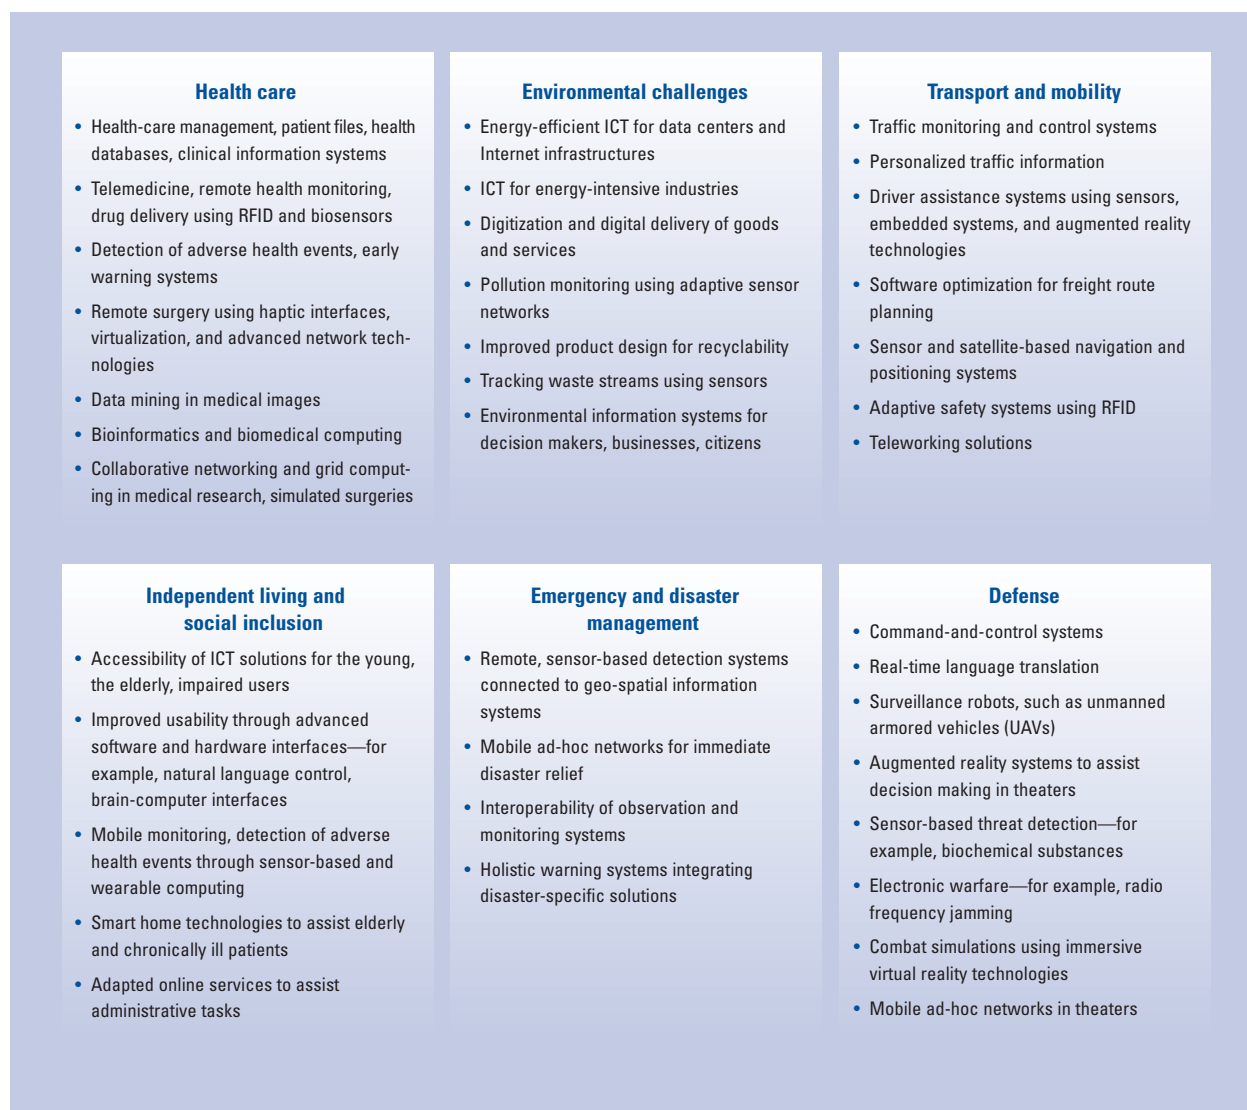 Health care
• Health-care management, patient files, health
databases, clinical information systems
• Telemedicine, remote health monitoring,
drug delivery using RFID and biosensors
• Detection of adverse health events, early
warning systems
• Remote surgery using haptic interfaces,
virtualization, and advanced network tech-
nologies
• Data mining in medical images
• Bioinformatics and biomedical computing
• Collaborative networking and grid comput-
ing in medical research, simulated surgeries
Environmental challenges
• Energy-efficient ICT for data centers and
Internet infrastructures
• ICT for energy-intensive industries
• Digitization and digital delivery of goods
and services
• Pollution monitoring using adaptive sensor
networks
• Improved product design for recyclability
• Tracking waste streams using sensors
• Environmental information systems for
decision makers, businesses, citizens
Transport and mobility
• Traffic monitoring and control systems
• Personalized traffic information
• Driver assistance systems using sensors,
embedded systems, and augmented reality
technologies
• Software optimization for freight route
planning
• Sensor and satellite-based navigation and
positioning systems
• Adaptive safety systems using RFID
• Teleworking solutions
Independent living and
social inclusion
• Accessibility of ICT solutions for the young,
the elderly, impaired users
• Improved usability through advanced
software and hardware interfaces—for
example, natural language control,
brain-computer interfaces
• Mobile monitoring, detection of adverse
health events through sensor-based and
wearable computing
• Smart home technologies to assist elderly
and chronically ill patients
• Adapted online services to assist
administrative tasks
Emergency and disaster
management
• Remote, sensor-based detection systems
connected to geo-spatial information
systems
• Mobile ad-hoc networks for immediate
disaster relief
• Interoperability of observation and
monitoring systems
• Holistic warning systems integrating
disaster-specific solutions
Defense
• Command-and-control systems
• Real-time language translation
• Surveillance robots, such as unmanned
armored vehicles (UAVs)
• Augmented reality systems to assist
decision making in theaters
• Sensor-based threat detection—for
example, biochemical substances
• Electronic warfare—for example, radio
frequency jamming
• Combat simulations using immersive
virtual reality technologies
• Mobile ad-hoc networks in theaters